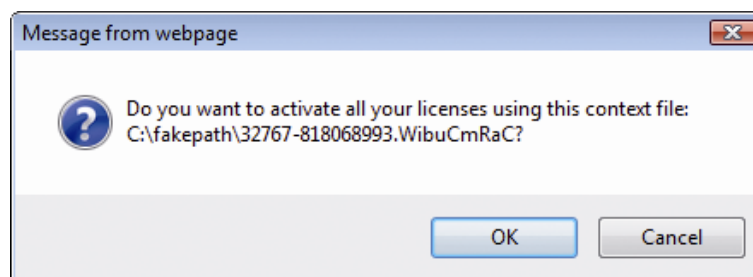 Message from webpage
Do you want to activate all your licenses using this context file:
C:\fakepath\32767-818068993.WibuCmRaC?
OK
Cancel